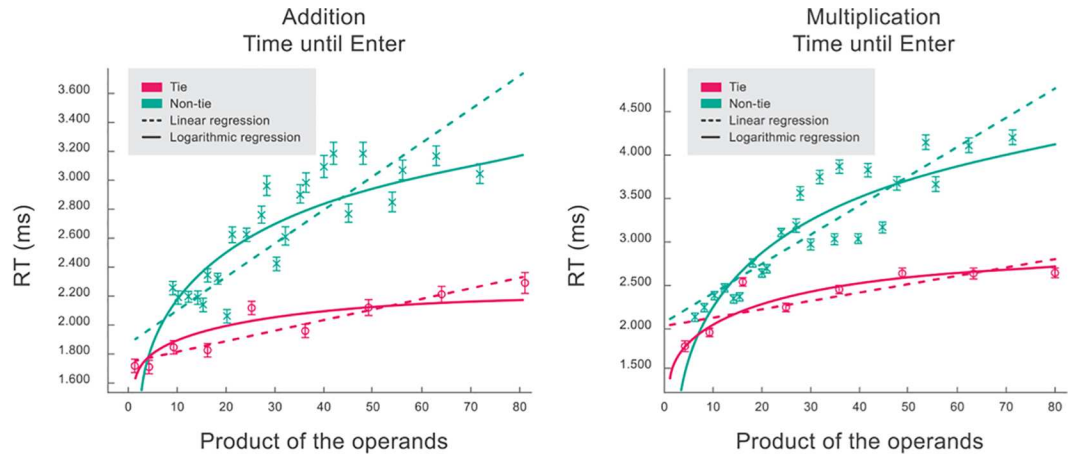 Addition
Time until Enter
Tie
Non-tie
Linear regression
Logarithmic regression
RT (ms)
3.600
3.400
3.200
3.000
2.800
2.600
2.400
2.200
2.000
1.800
1.600
0 10 20 30 40 50 60 70 80
Product of the operands
Multiplication
Time until Enter
Tie
Non-tie
Linear regression
Logarithmic regression
RT (ms)
4.500
4.000
3.500
3.000
2.500
2.000
1.500
0 10 20 30 40 50 60 70 80
Product of the operands